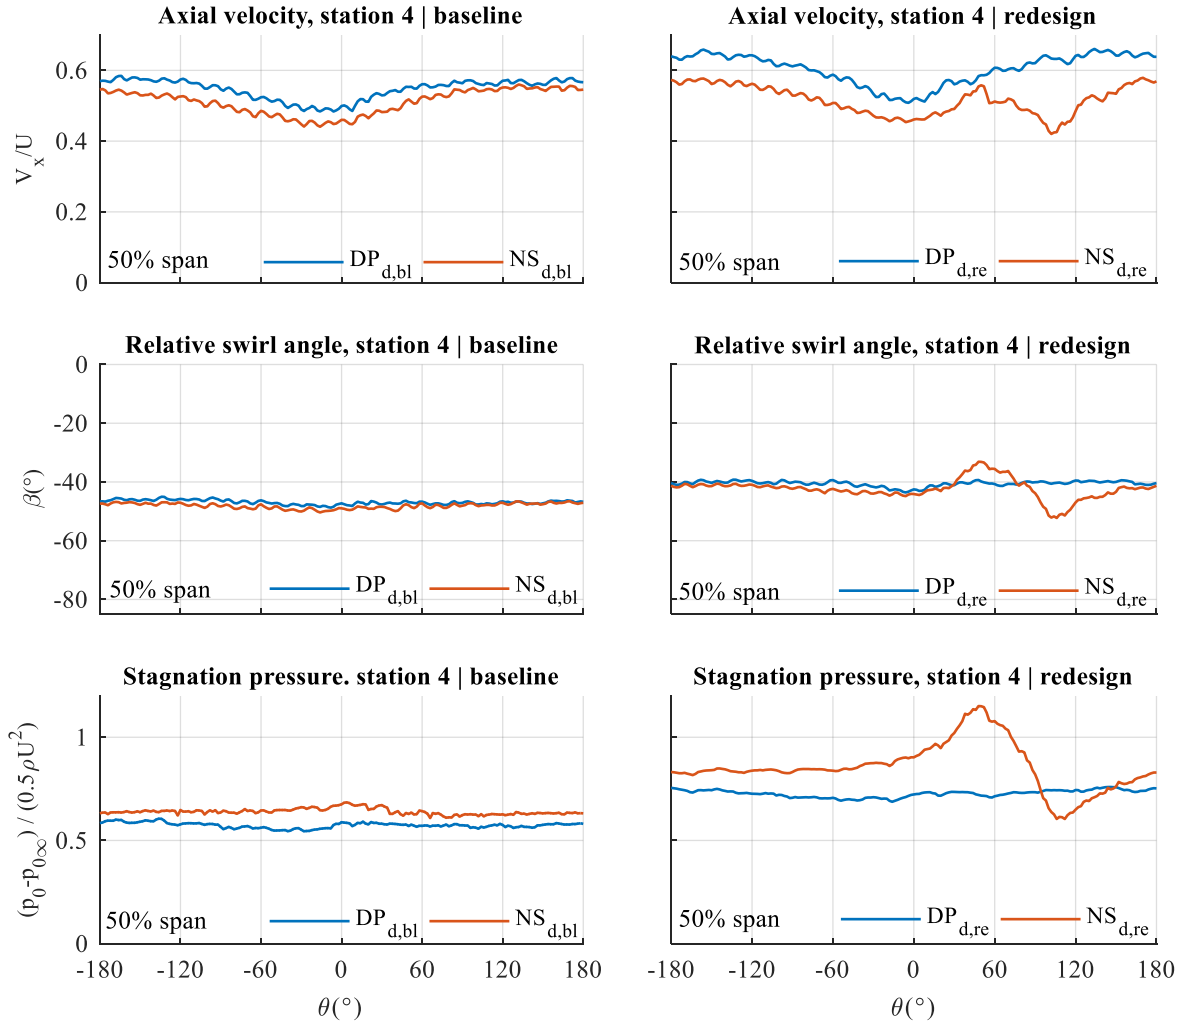 Axial velocity, station 4 | baseline
Axial velocity, station 4 | redesign
V_x/U
0.6
0.4
0.2
0
50% span
DP_d,bl
NS_d,bl
50% span
DP_d,re
NS_d,re
Relative swirl angle, station 4 | baseline
Relative swirl angle, station 4 | redesign
β(°)
0
-20
-40
-60
-80
50% span
DP_d,bl
NS_d,bl
50% span
DP_d,re
NS_d,re
Stagnation pressure. station 4 | baseline
Stagnation pressure, station 4 | redesign
(p_0-p_0∞) / (0.5ρU^2)
1
0.5
0
50% span
DP_d,bl
NS_d,bl
50% span
DP_d,re
NS_d,re
-180 -120 -60 0 60 120 180
-180 -120 -60 0 60 120 180
θ(°)
θ(°)